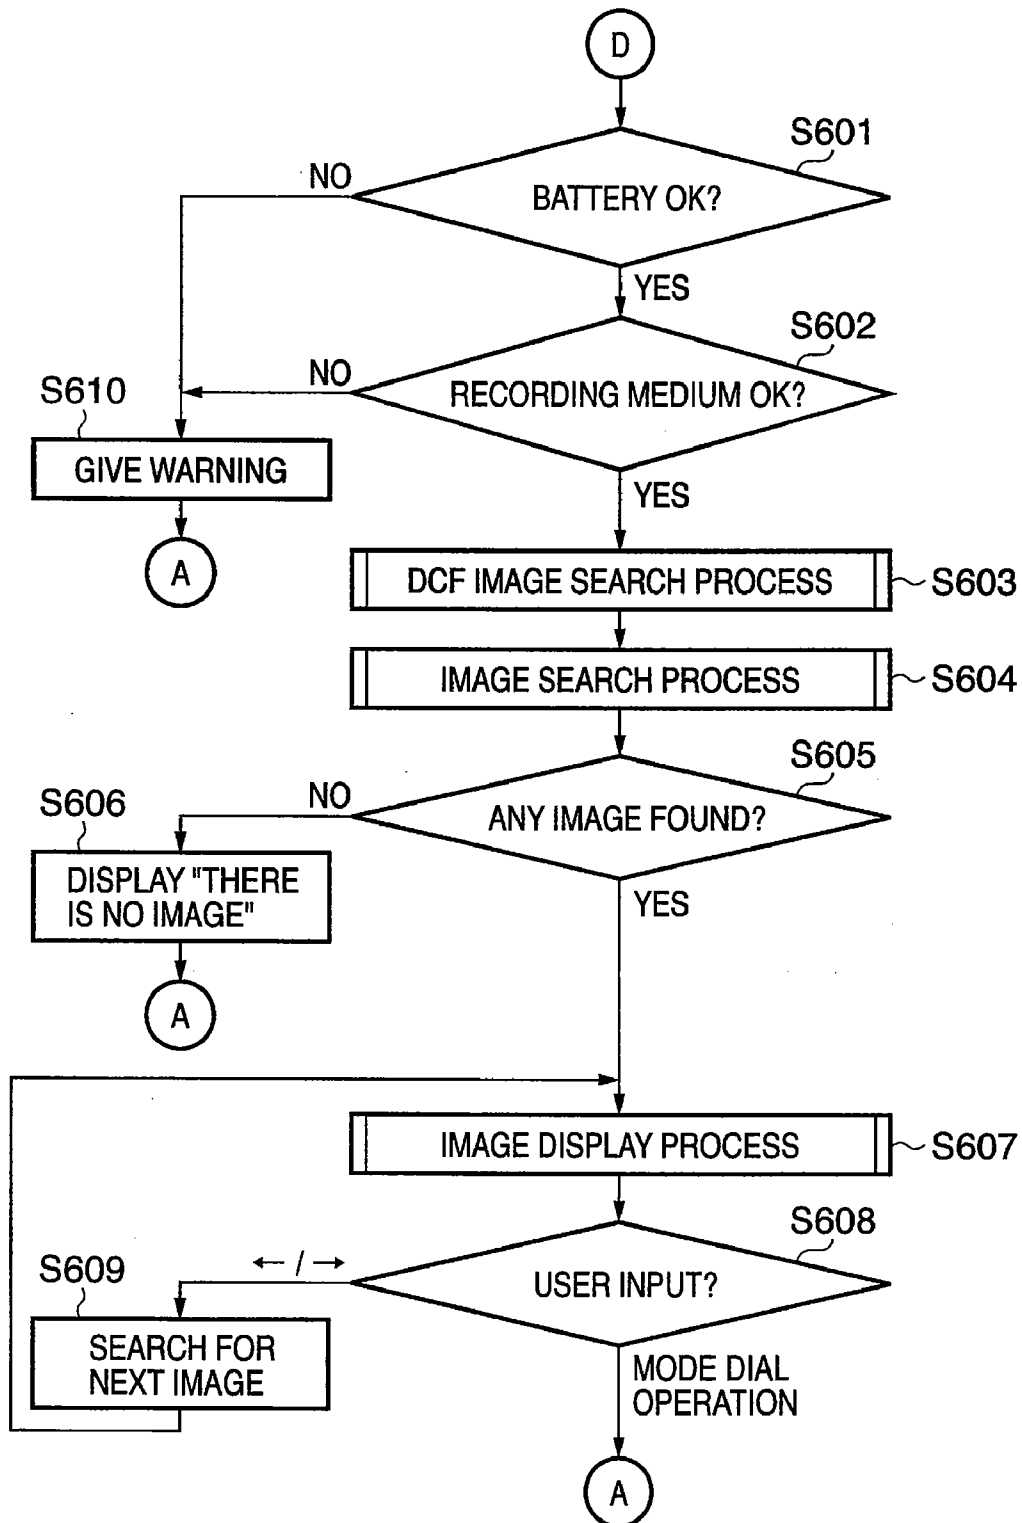 D
S601
NO
BATTERY OK?
YES
S602
NO
RECORDING MEDIUM OK?
S610
GIVE WARNING
YES
A
DCF IMAGE SEARCH PROCESS
S603
IMAGE SEARCH PROCESS
S604
S605
NO
ANY IMAGE FOUND?
S606
DISPLAY "THERE
IS NO IMAGE"
YES
A
IMAGE DISPLAY PROCESS
S607
S608
← / →
USER INPUT?
S609
SEARCH FOR
NEXT IMAGE
MODE DIAL
OPERATION
A